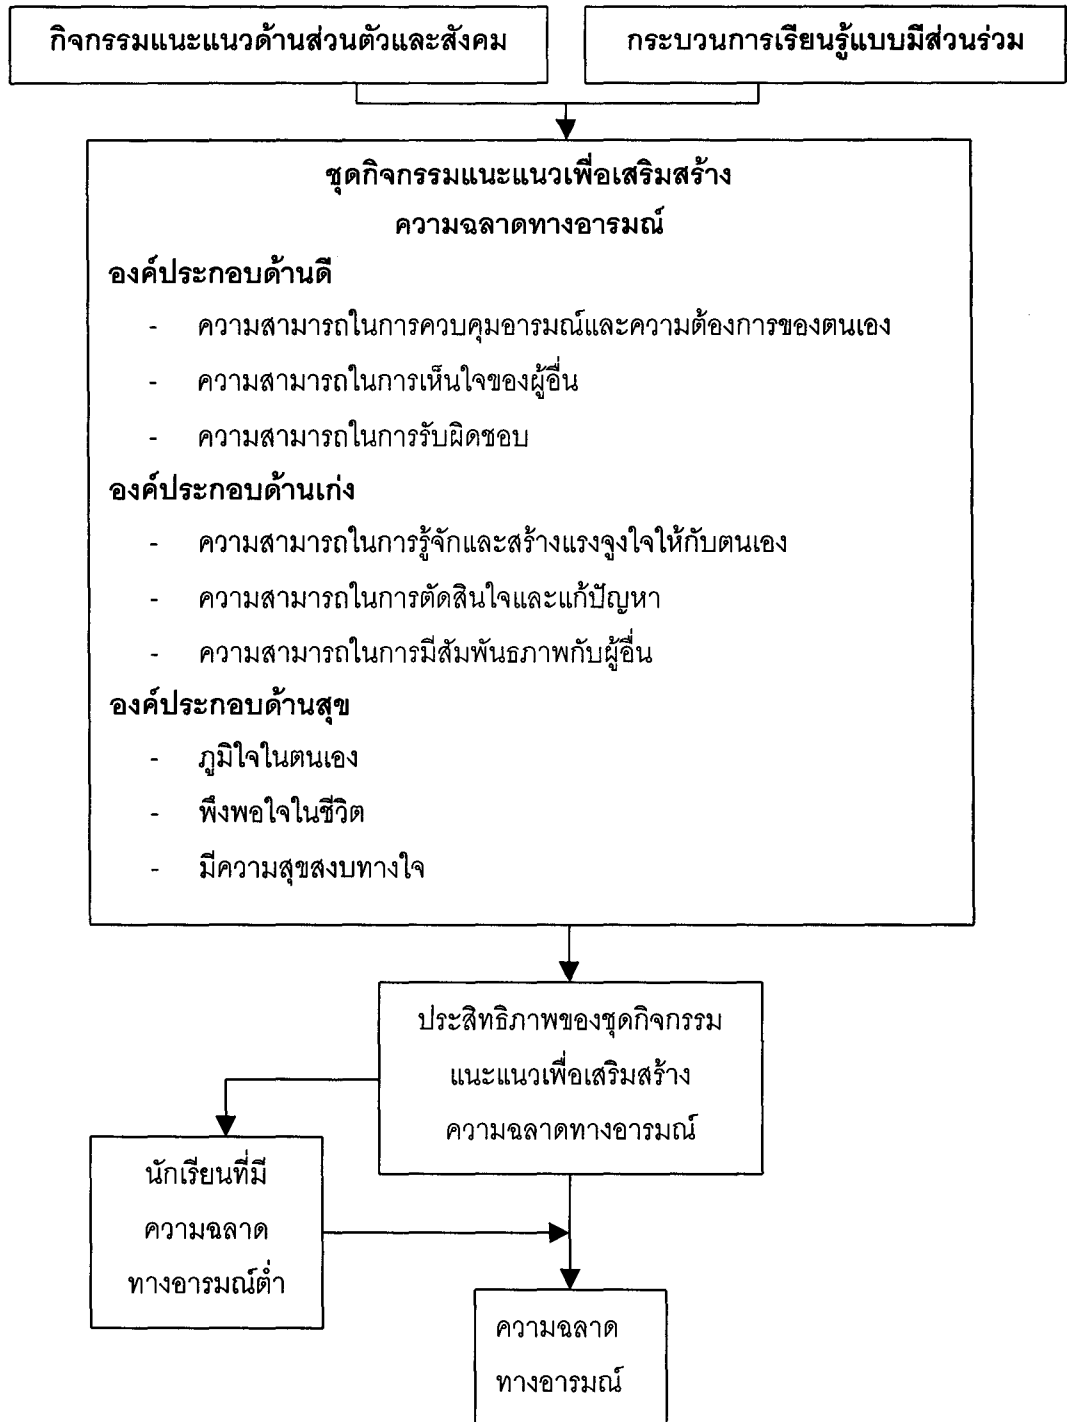 กิจกรรมแนะแนวด้านส่วนตัวและสังคม
กระบวนการเรียนรู้แบบมีส่วนร่วม
ชุดกิจกรรมแนะแนวเพื่อเสริมสร้าง
ความฉลาดทางอารมณ์
องค์ประกอบด้านดี
- ความสามารถในการควบคุมอารมณ์และความต้องการของตนเอง
- ความสามารถในการเห็นใจของผู้อื่น
- ความสามารถในการรับผิดชอบ
องค์ประกอบด้านเก่ง
- ความสามารถในการรู้จักและสร้างแรงจูงใจให้กับตนเอง
- ความสามารถในการตัดสินใจและแก้ปัญหา
- ความสามารถในการมีสัมพันธภาพกับผู้อื่น
องค์ประกอบด้านสุข
- ภูมิใจในตนเอง
- พึงพอใจในชีวิต
- มีความสุขสงบทางใจ
ประสิทธิภาพของชุดกิจกรรม
แนะแนวเพื่อเสริมสร้าง
ความฉลาดทางอารมณ์
นักเรียนที่มี
ความฉลาด
ทางอารมณ์ต่ำ
ความฉลาด
ทางอารมณ์